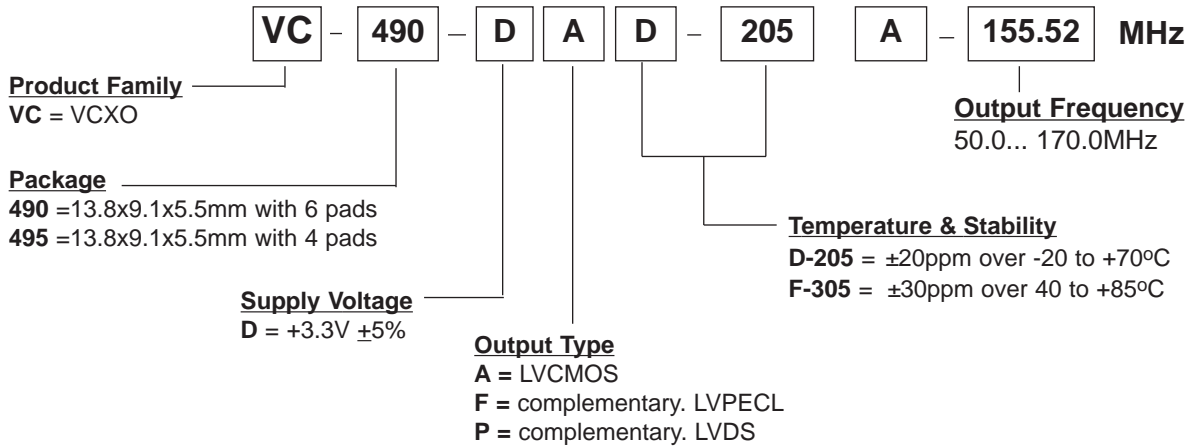 VC – 490 – D A D – 205 A – 155.52 MHz
Product Family
VC = VCXO
Output Frequency
50.0... 170.0MHz
Package
490 =13.8x9.1x5.5mm with 6 pads
495 =13.8x9.1x5.5mm with 4 pads
Temperature & Stability
D-205 = ±20ppm over -20 to +70ºC
F-305 = ±30ppm over 40 to +85ºC
Supply Voltage
D = +3.3V ±5%
Output Type
A = LVCMOS
F = complementary. LVPECL
P = complementary. LVDS